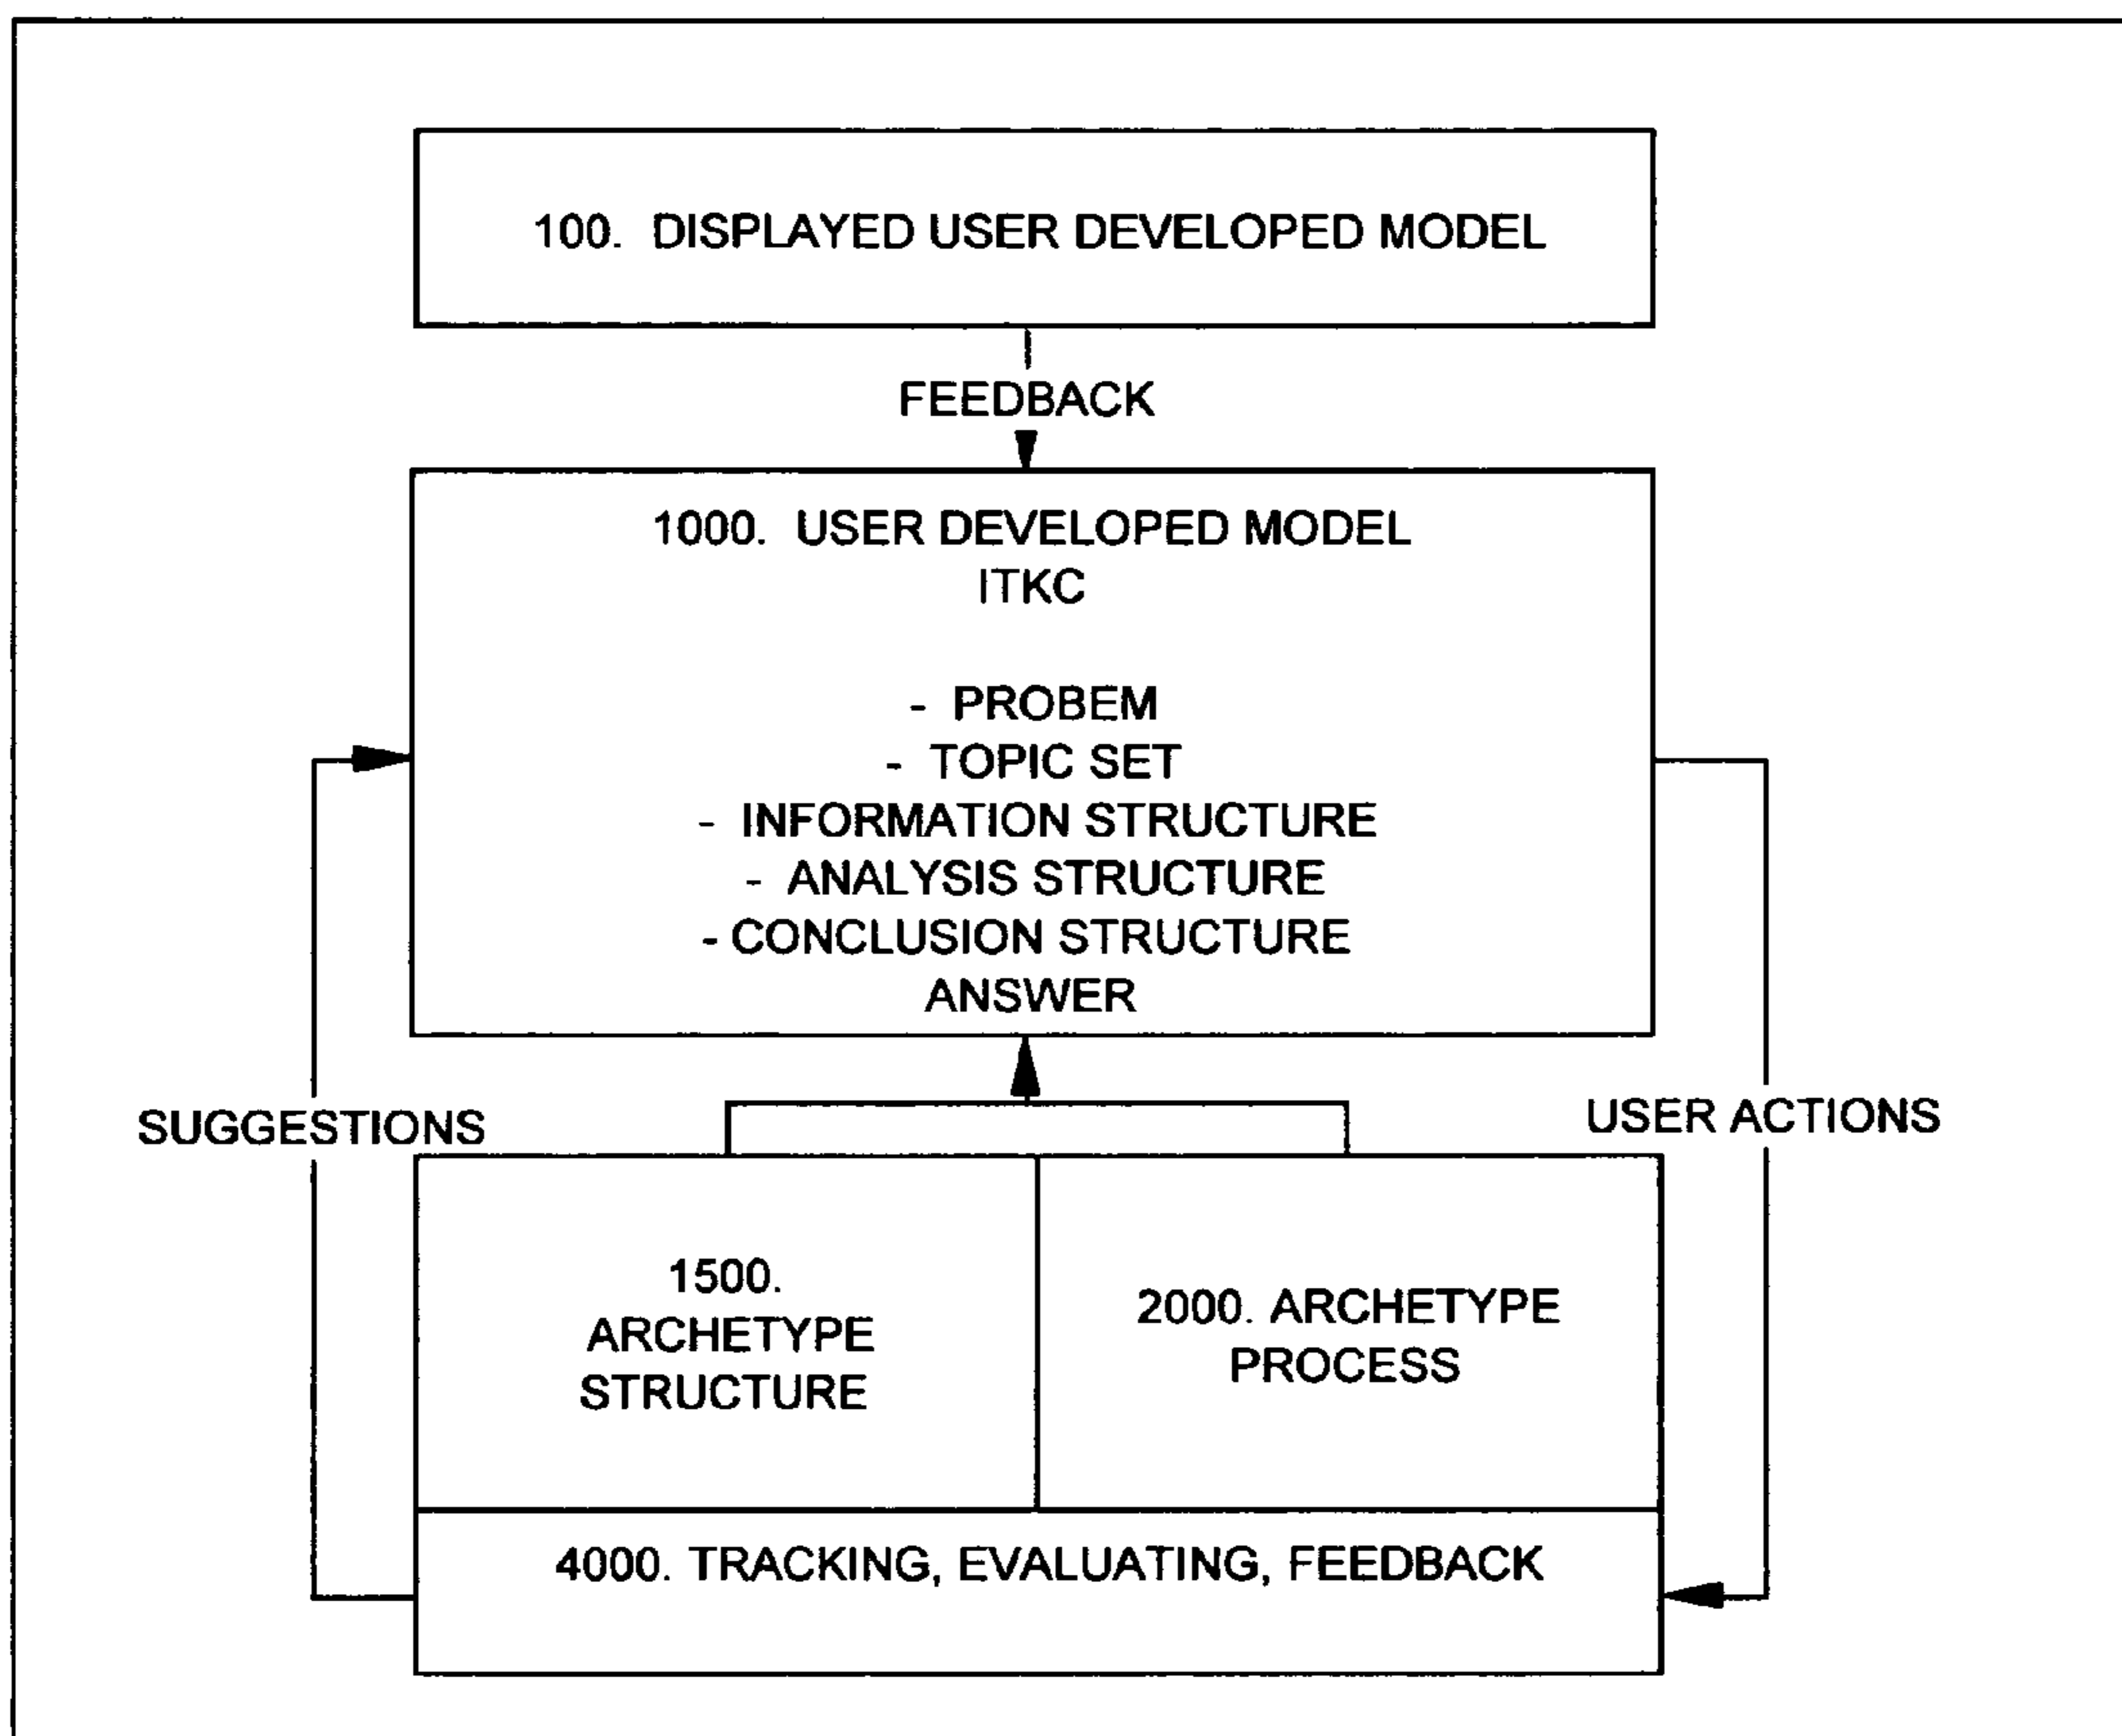 100. DISPLAYED USER DEVELOPED MODEL
FEEDBACK
1000. USER DEVELOPED MODEL
ITKC
- PROBEM
- TOPIC SET
- INFORMATION STRUCTURE
- ANALYSIS STRUCTURE
- CONCLUSION STRUCTURE
ANSWER
SUGGESTIONS
USER ACTIONS
1500.
ARCHETYPE
STRUCTURE
2000. ARCHETYPE
PROCESS
4000. TRACKING, EVALUATING, FEEDBACK